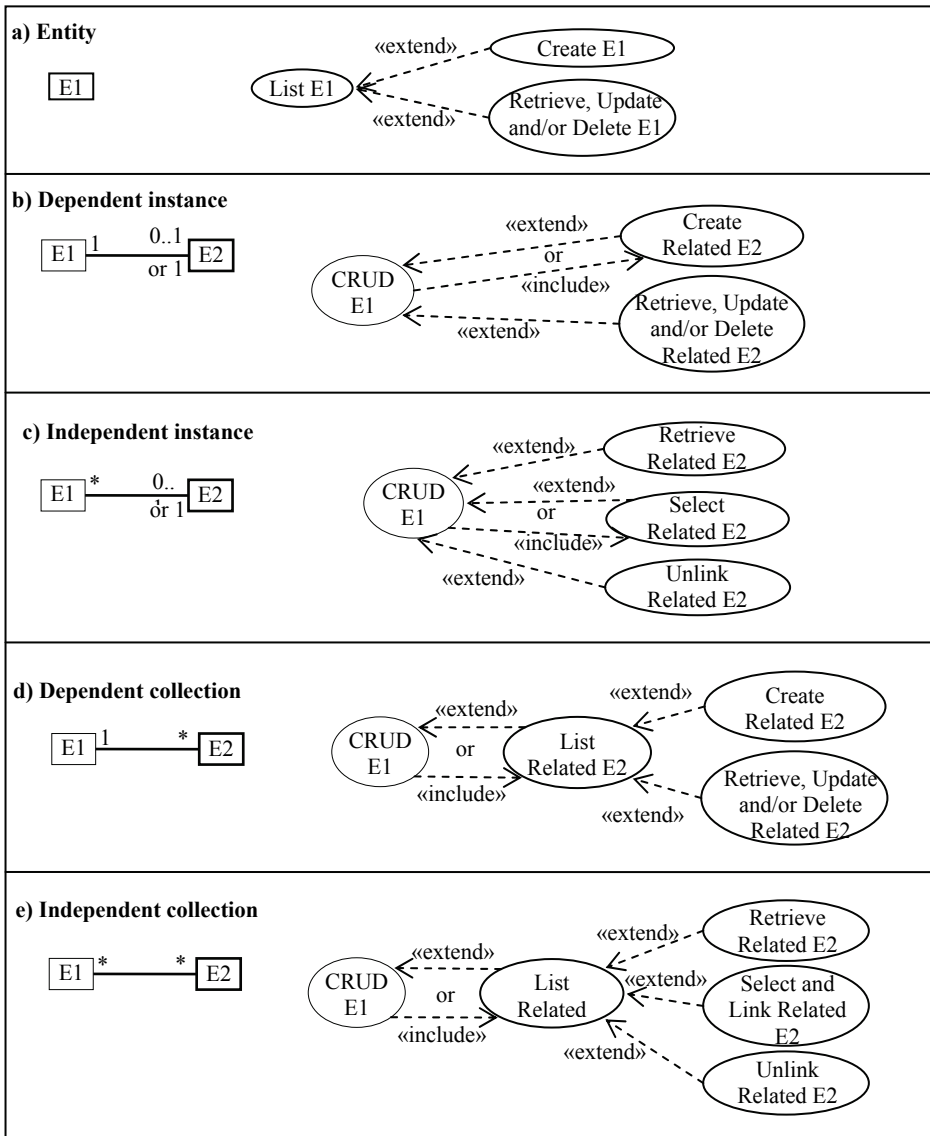 a) Entity
E1
List E1
«extend»
«extend»
Create E1
Retrieve, Update
and/or Delete E1
b) Dependent instance
E1
1
0..1
or 1
E2
CRUD
E1
«extend»
or
«include»
«extend»
Create
Related E2
Retrieve, Update
and/or Delete
Related E2
c) Independent instance
E1
*
0..
or 1
E2
CRUD
E1
«extend»
«extend»
or
«include»
«extend»
Retrieve
Related E2
Select
Related E2
Unlink
Related E2
d) Dependent collection
E1
1
*
E2
CRUD
E1
«extend»
or
«include»
List
Related E2
«extend»
«extend»
Create
Related E2
Retrieve, Update
and/or Delete
Related E2
e) Independent collection
E1
*
*
E2
CRUD
E1
«extend»
or
«include»
List
Related
«extend»
«extend»
«extend»
Retrieve
Related E2
Select and
Link Related
E2
Unlink
Related E2